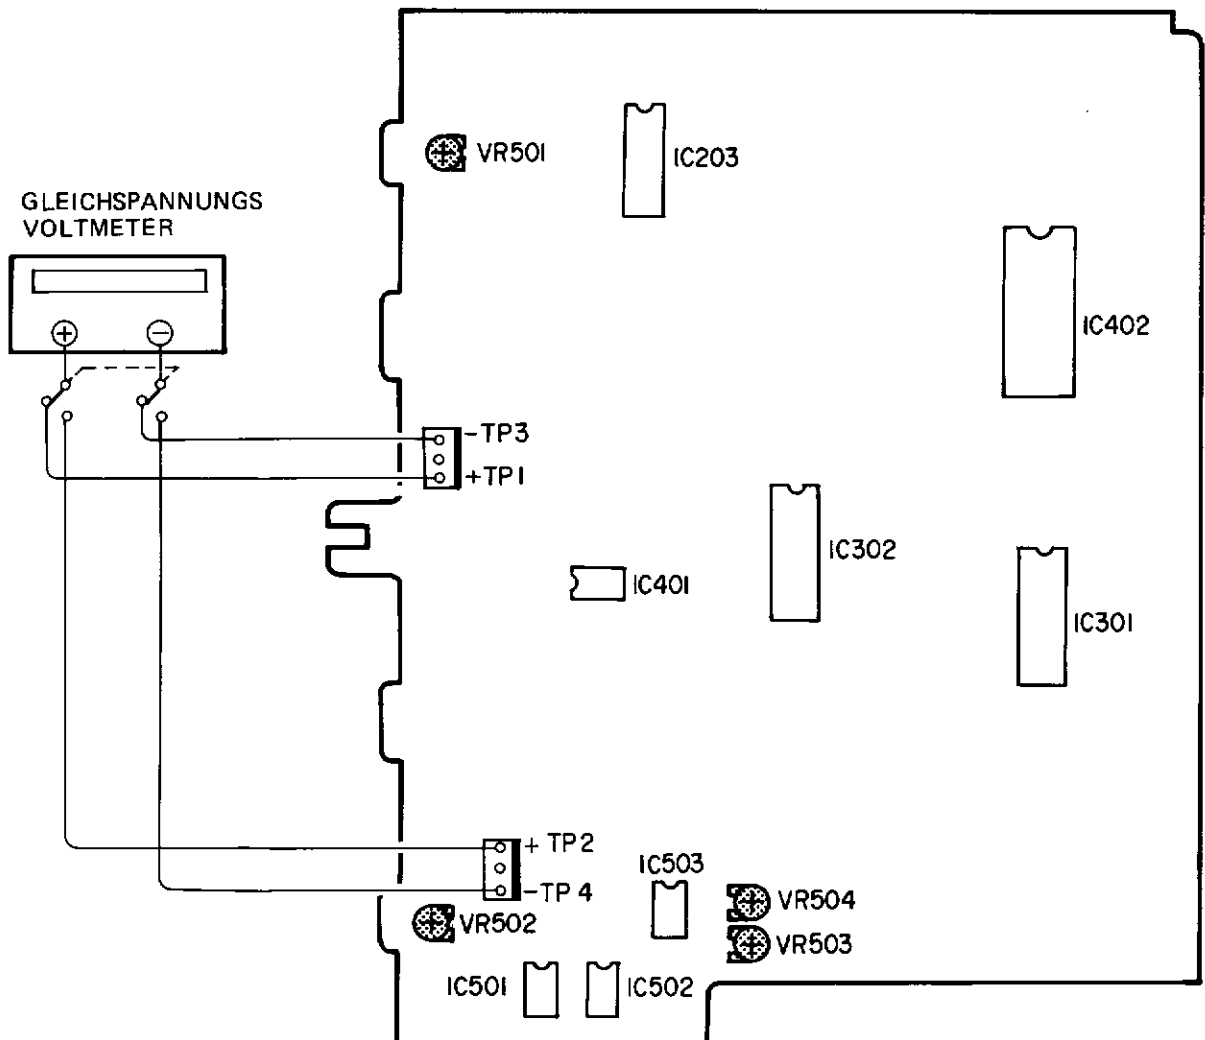 VR501
IC203
GLEICHSPANNUNGS
VOLTMETER
+ −
IC402
-TP3
+TP1
IC302
IC401
IC301
+ TP2
IC503
-TP4
VR504
VR502
VR503
IC501
IC502